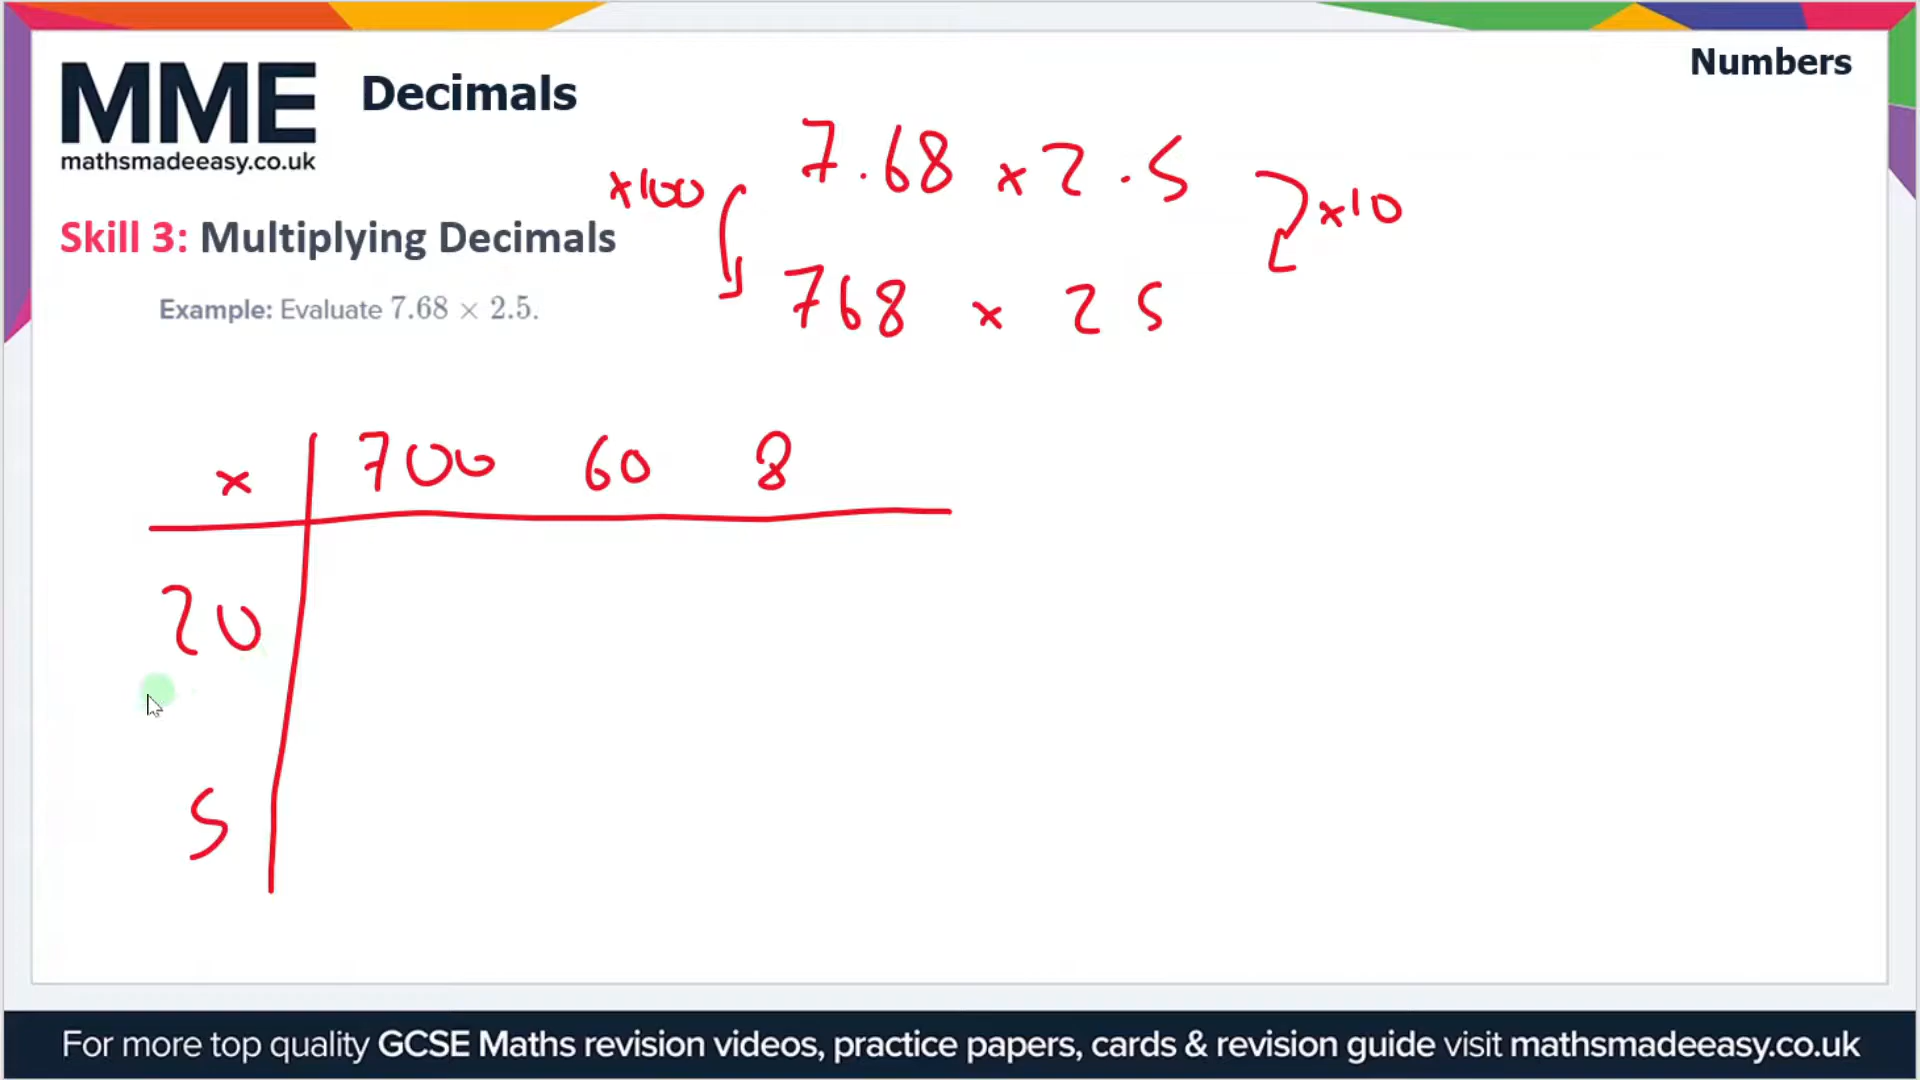 MME
mathsmadeeasy.co.uk
Decimals
Numbers
7.68 × 2.5
×100
×10
Skill 3: Multiplying Decimals
Example: Evaluate 7.68 × 2.5.
768 × 25
× 700 60 8
20
5
For more top quality GCSE Maths revision videos, practice papers, cards & revision guide visit mathsmadeeasy.co.uk